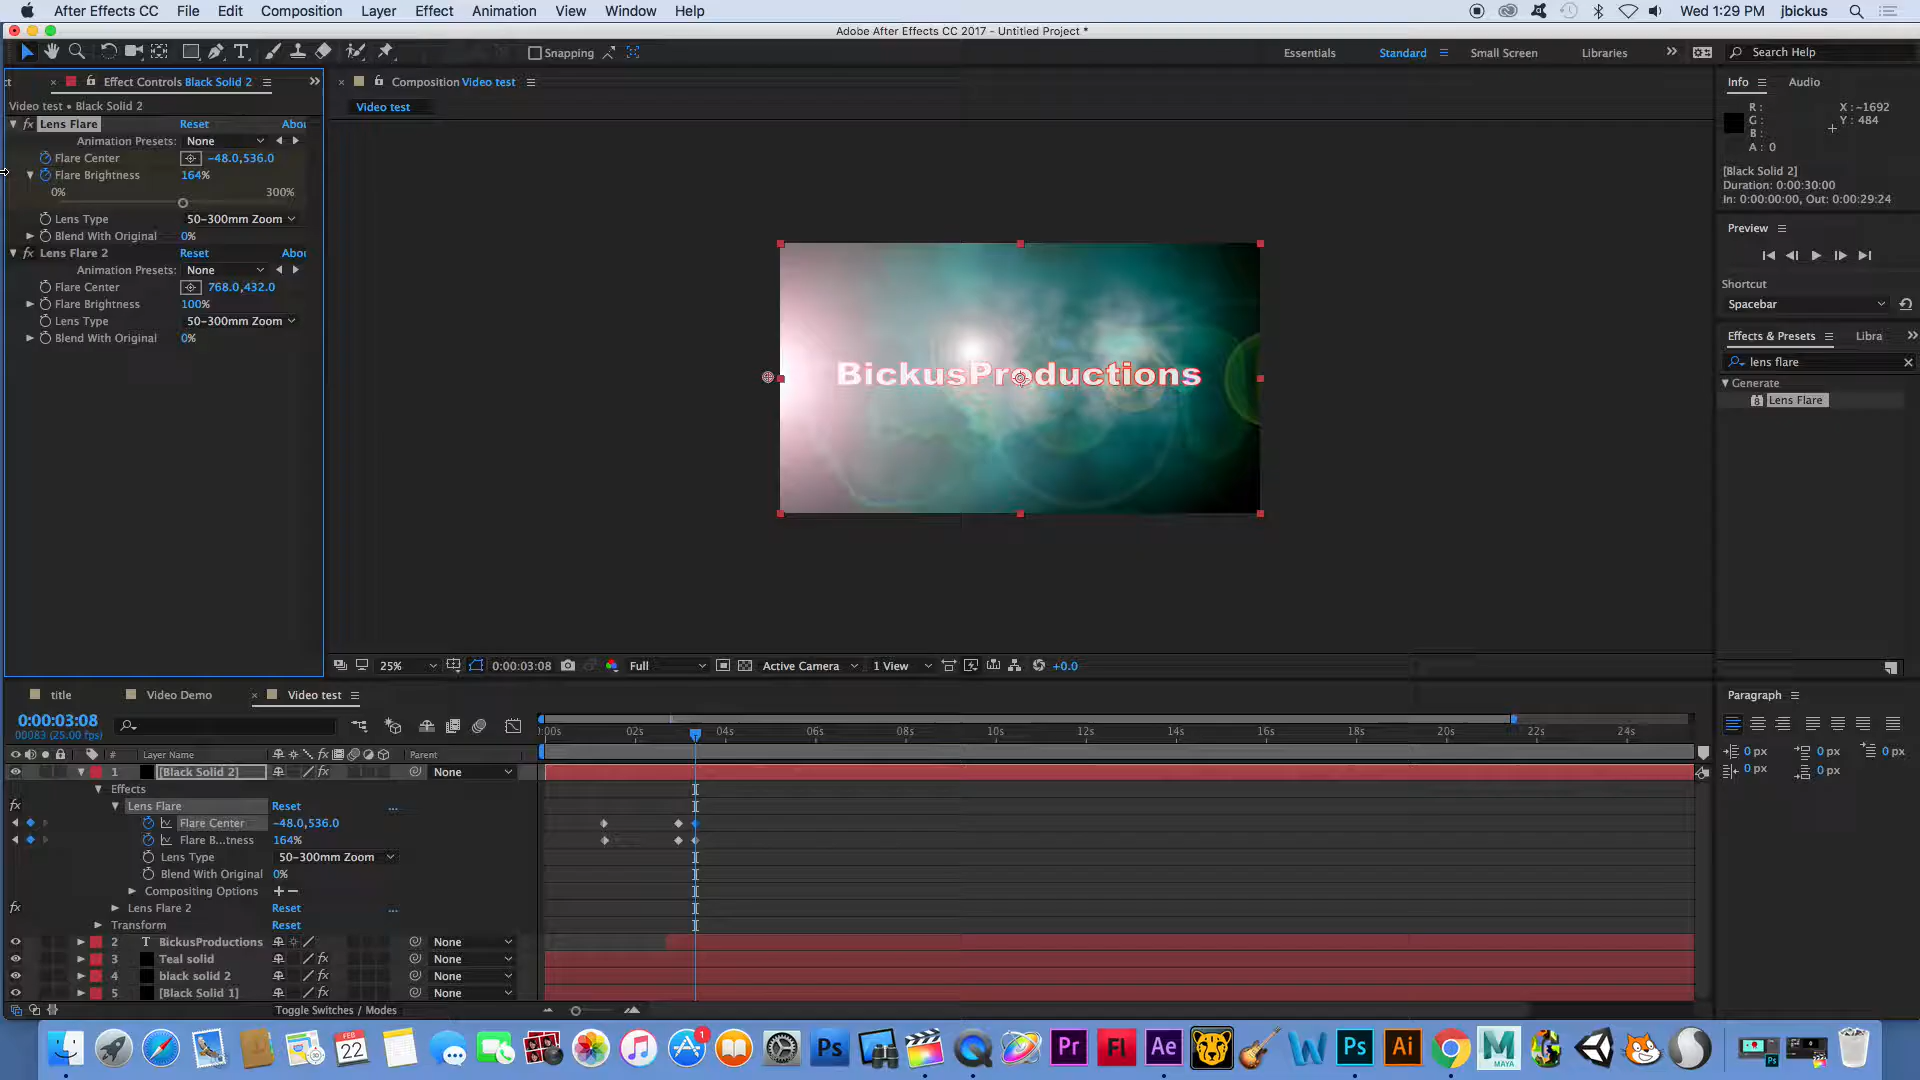 After Effects CC File Edit Composition Layer Effect Animation View Window Help Wed 1:29 PM jbickus
Adobe After Effects CC 2017 - Untitled Project *
Snapping Essentials Standard Small Screen Libraries Search Help
Effect Controls Black Solid 2
Video test • Black Solid 2
Lens Flare Reset
Animation Presets: None
Flare Center -48.0,536.0
Flare Brightness 164%
0% 300%
Lens Type 50-300mm Zoom
Blend With Original 0%
Lens Flare 2 Reset
Animation Presets: None
Flare Center 768.0,432.0
Flare Brightness 100%
Lens Type 50-300mm Zoom
Blend With Original 0%
Composition Video test
Video test
BickusProductions
25% 0:00:03:08 Full Active Camera 1 View +0.0
Info Audio
R: X: -1692
G: Y: 484
B:
A: 0
[Black Solid 2]
Duration: 0:00:30:00
In: 0:00:00:00, Out: 0:00:29:24
Preview
Shortcut
Spacebar
Effects & Presets Libra
lens flare
Generate
Lens Flare
Paragraph
0 px 0 px 0 px
0 px 0 px
title Video Demo Video test
0:00:03:08
00083 (25.00 fps)
:00s 02s 04s 06s 08s 10s 12s 14s 16s 18s 20s 22s 24s
# Layer Name Parent
1 [Black Solid 2] None
Effects
Lens Flare Reset ...
Flare Center -48.0,536.0
Flare B...tness 164%
Lens Type 50-300mm Zoom
Blend With Original 0%
Compositing Options + -
Lens Flare 2 Reset ...
Transform Reset
2 T BickusProductions None
3 Teal solid None
4 black solid 2 None
5 [Black Solid 1] None
Toggle Switches / Modes
FEB
22
1
Ps Pr Fl Ae W Ps Ai M
MAYA